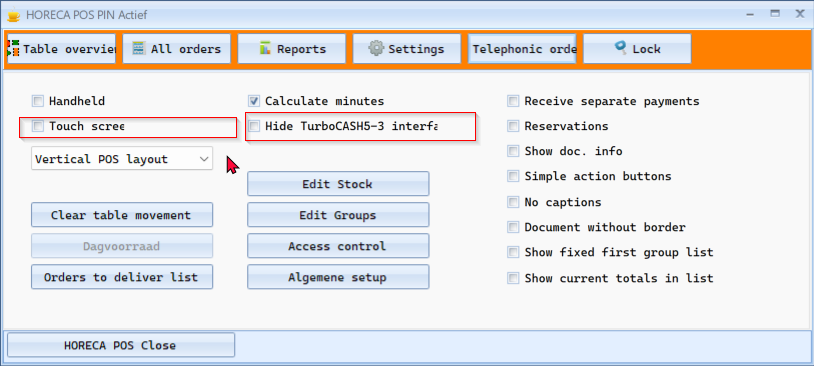 HORECA POS PIN Actief
Table overview
All orders
Reports
Settings
Telephonic orde
Lock
Handheld
Calculate minutes
Receive separate payments
Touch scree
Hide TurboCASH5-3 interfa
Reservations
Show doc. info
Vertical POS layout
Simple action buttons
Edit Stock
No captions
Clear table movement
Edit Groups
Document without border
Dagvoorraad
Access control
Show fixed first group list
Orders to deliver list
Algemene setup
Show current totals in list
HORECA POS Close